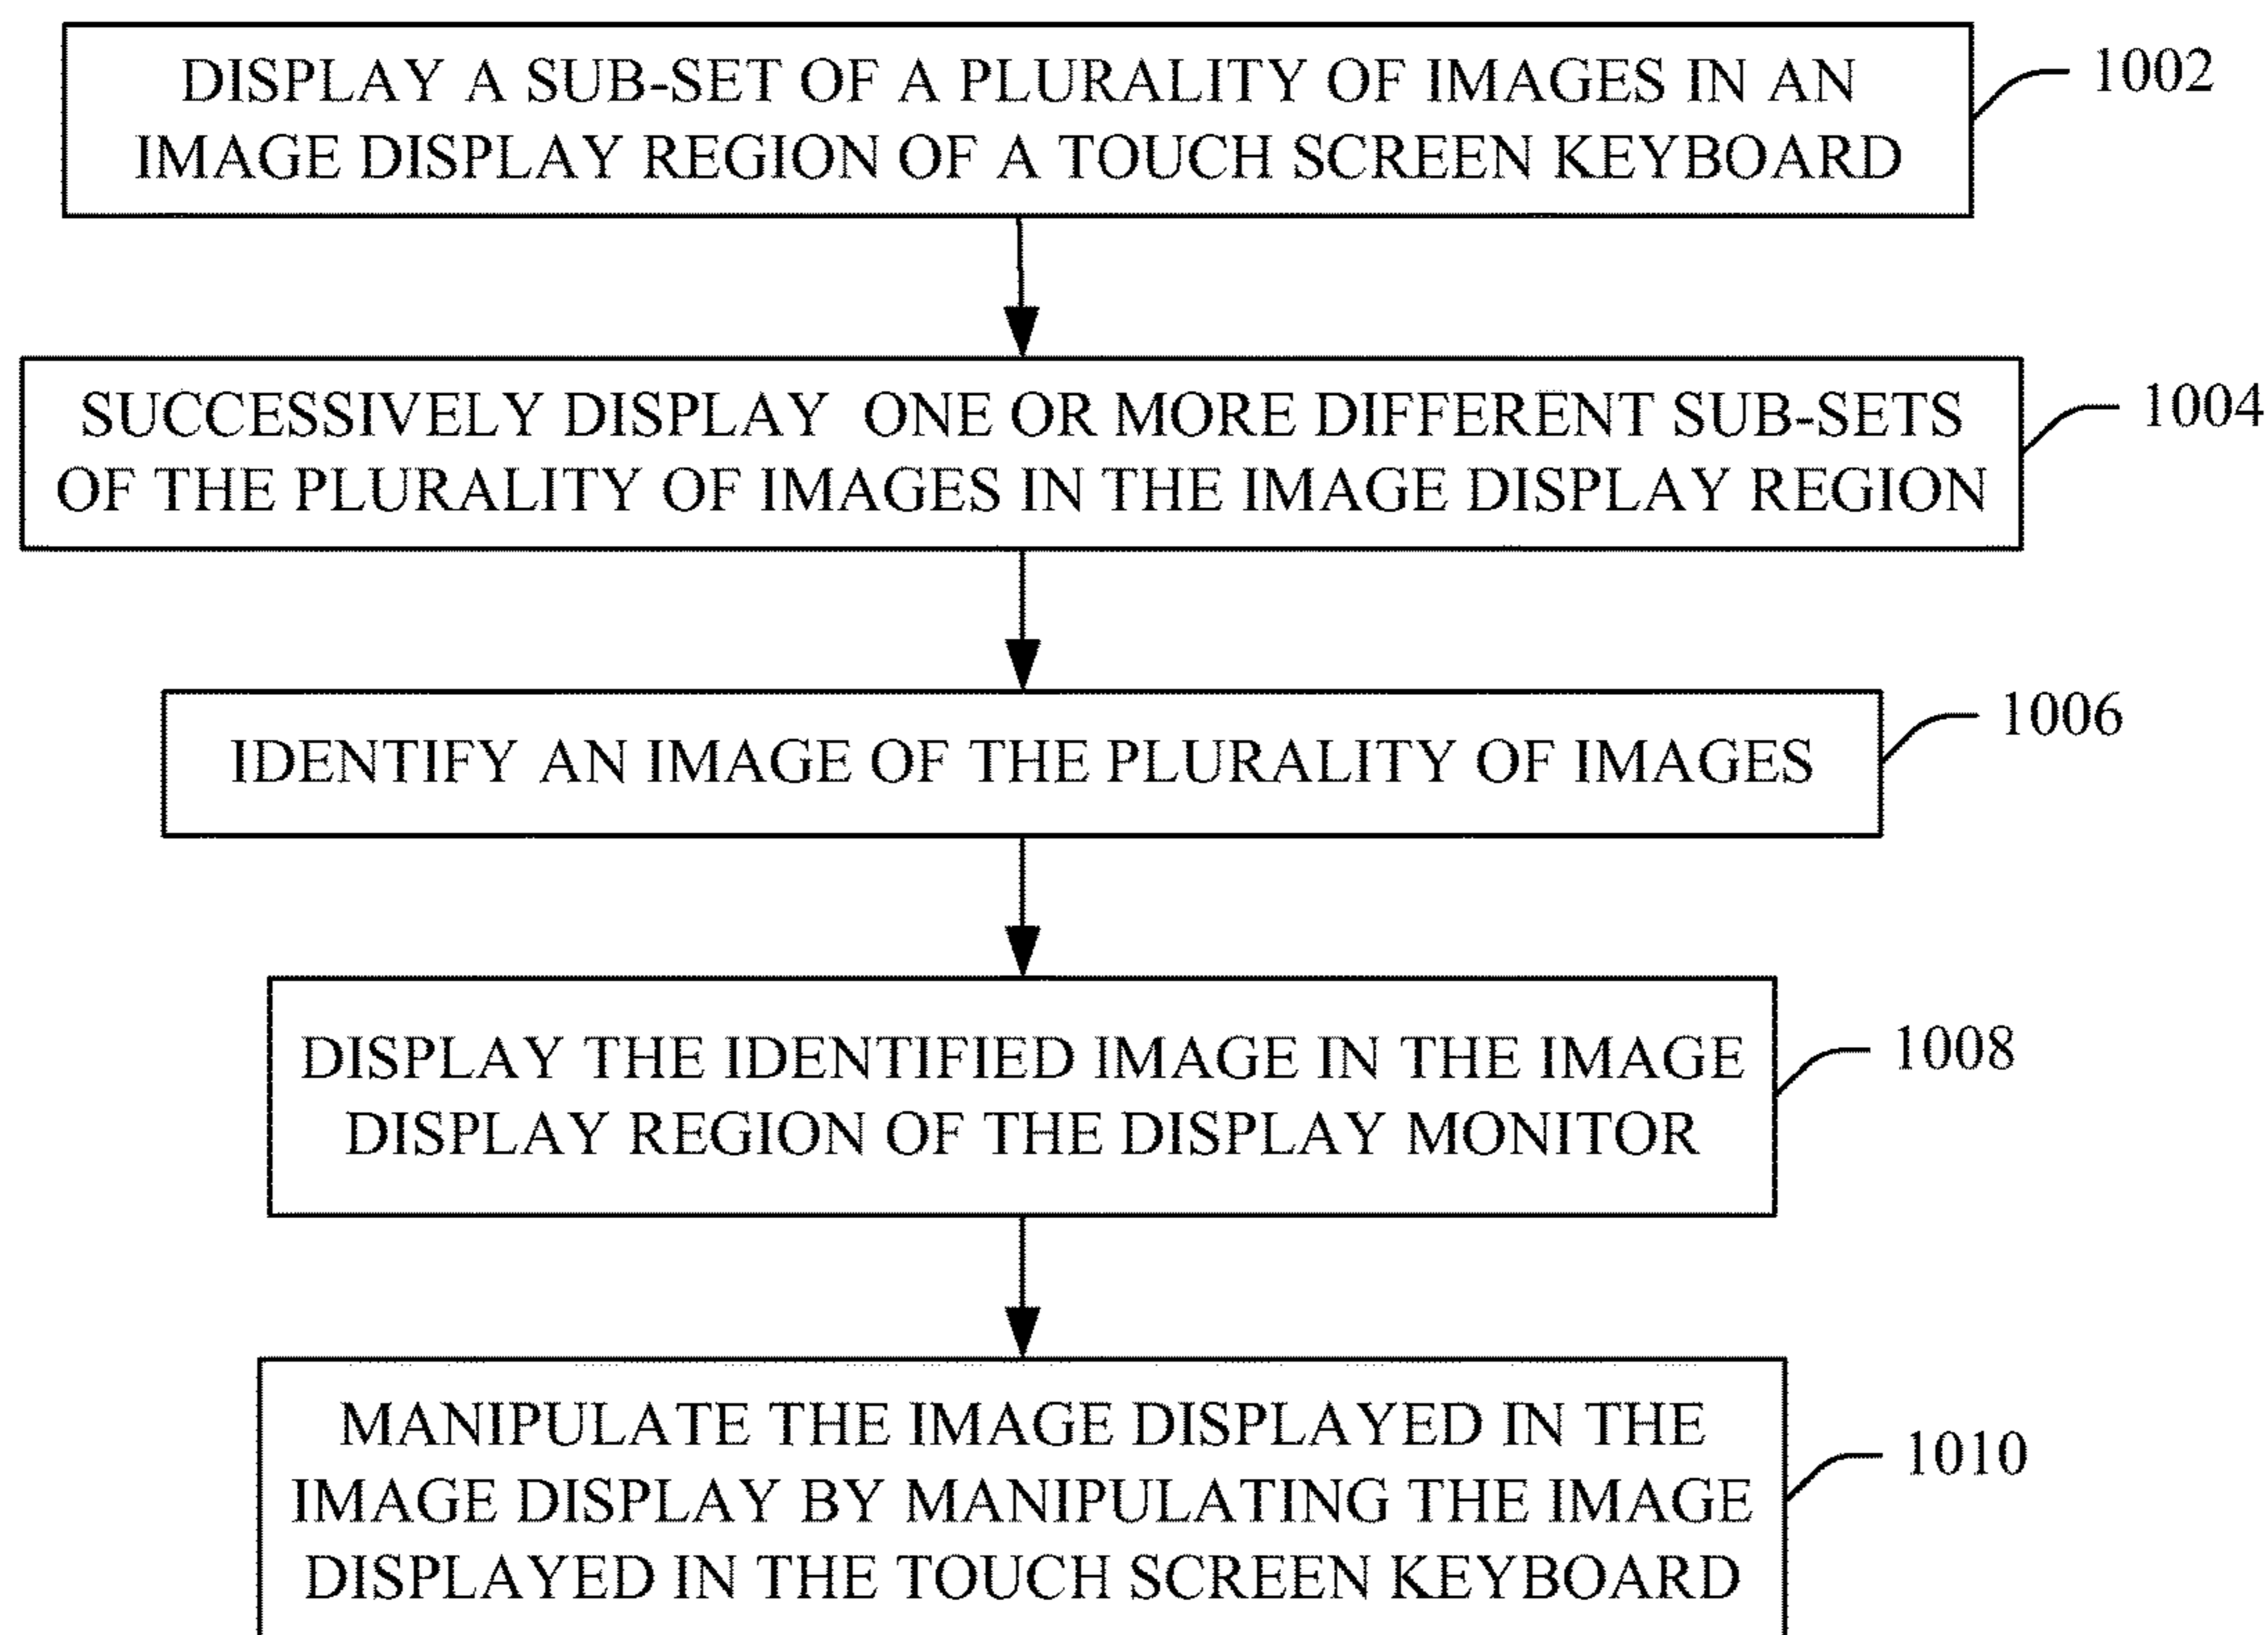 DISPLAY A SUB-SET OF A PLURALITY OF IMAGES IN AN
IMAGE DISPLAY REGION OF A TOUCH SCREEN KEYBOARD
1002
SUCCESSIVELY DISPLAY ONE OR MORE DIFFERENT SUB-SETS
OF THE PLURALITY OF IMAGES IN THE IMAGE DISPLAY REGION
1004
IDENTIFY AN IMAGE OF THE PLURALITY OF IMAGES
1006
DISPLAY THE IDENTIFIED IMAGE IN THE IMAGE
DISPLAY REGION OF THE DISPLAY MONITOR
1008
MANIPULATE THE IMAGE DISPLAYED IN THE
IMAGE DISPLAY BY MANIPULATING THE IMAGE
DISPLAYED IN THE TOUCH SCREEN KEYBOARD
1010